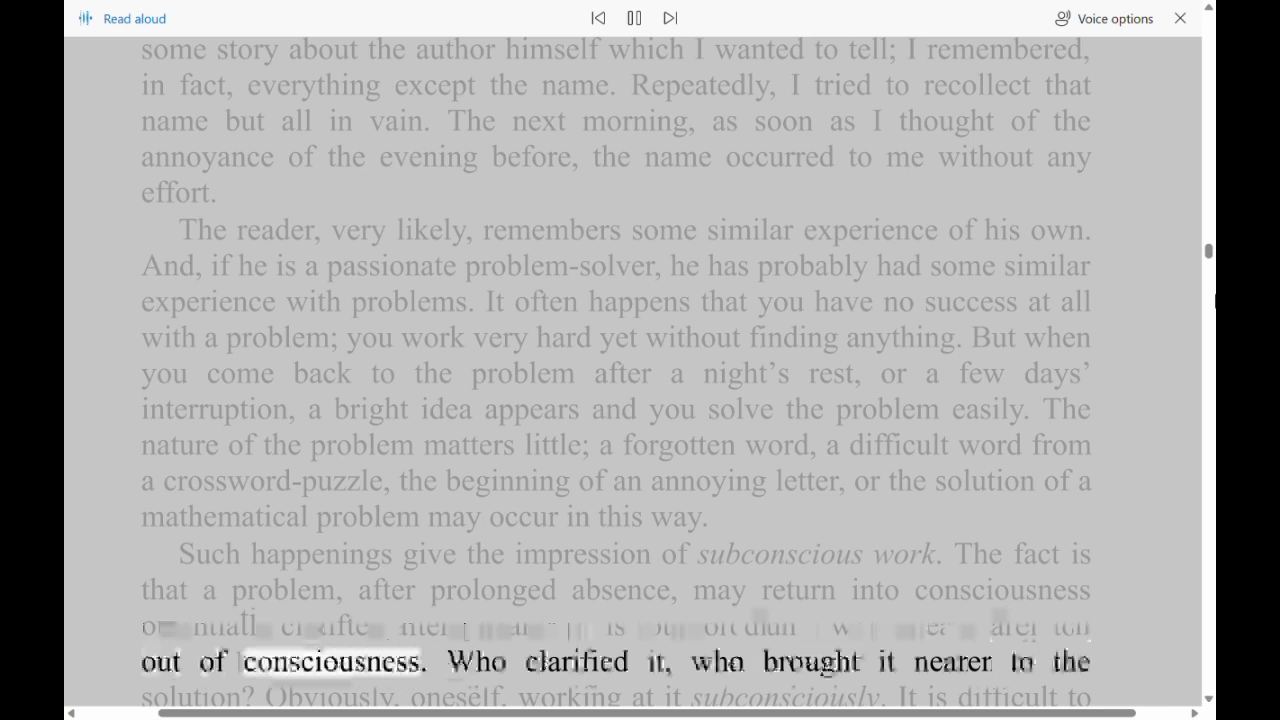 Read aloud
Voice options
some story about the author himself which I wanted to tell; I remembered,
in fact, everything except the name. Repeatedly, I tried to recollect that
name but all in vain. The next morning, as soon as I thought of the
annoyance of the evening before, the name occurred to me without any
effort.
The reader, very likely, remembers some similar experience of his own.
And, if he is a passionate problem-solver, he has probably had some similar
experience with problems. It often happens that you have no success at all
with a problem; you work very hard yet without finding anything. But when
you come back to the problem after a night’s rest, or a few days’
interruption, a bright idea appears and you solve the problem easily. The
nature of the problem matters little; a forgotten word, a difficult word from
a crossword-puzzle, the beginning of an annoying letter, or the solution of a
mathematical problem may occur in this way.
Such happenings give the impression of subconscious work. The fact is
that a problem, after prolonged absence, may return into consciousness
is
out of consciousness. Who clarified it, who brought it nearer to the
solution? Obviously, oneself, working at it subconsciously. It is difficult to